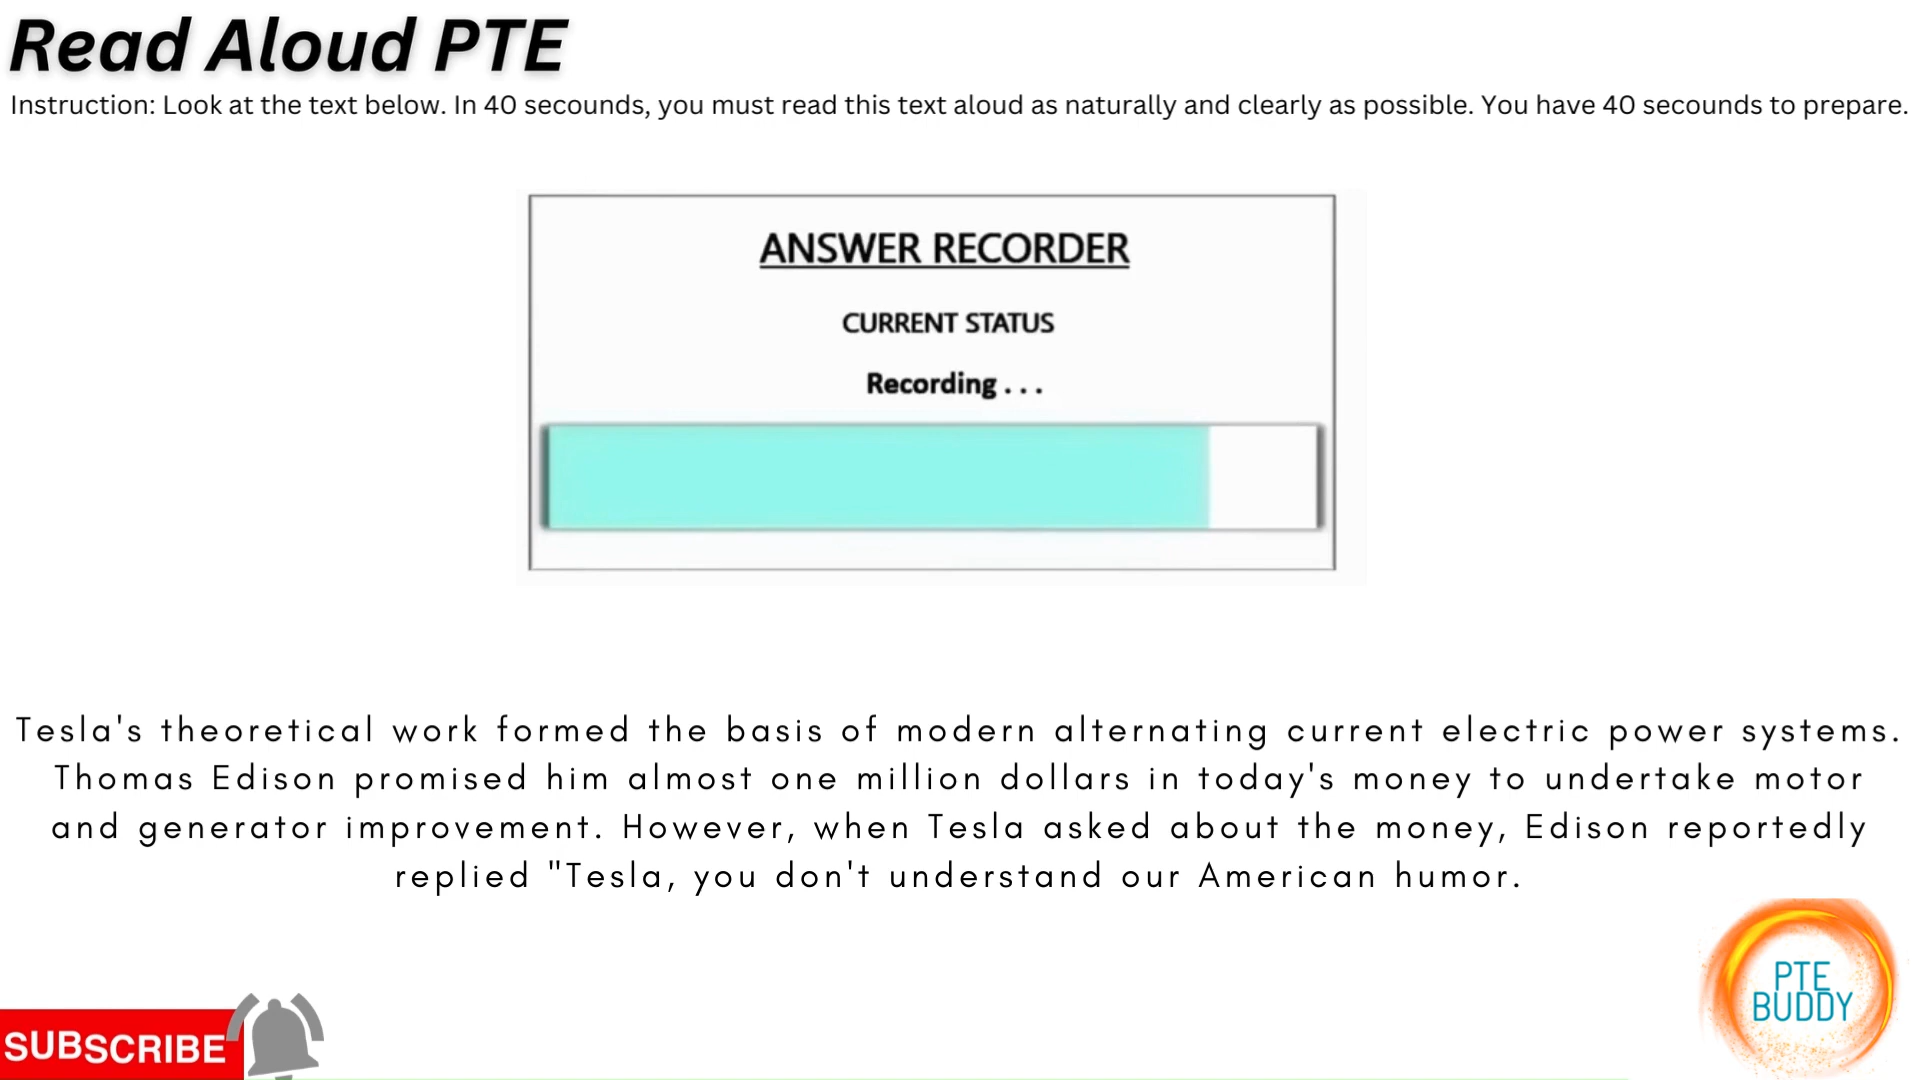 Read Aloud PTE
Instruction: Look at the text below. In 40 secounds, you must read this text aloud as naturally and clearly as possible. You have 40 secounds to prepare.
ANSWER RECORDER
CURRENT STATUS
Recording . . .
Tesla's theoretical work formed the basis of modern alternating current electric power systems.
Thomas Edison promised him almost one million dollars in today's money to undertake motor
and generator improvement. However, when Tesla asked about the money, Edison reportedly
replied "Tesla, you don't understand our American humor.
PTE
BUDDY
SUBSCRIBE